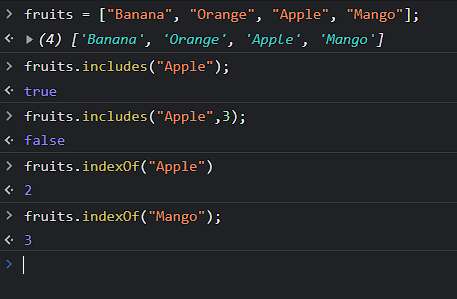 fruits = ["Banana", "Orange", "Apple", "Mango"];
(4) ['Banana', 'Orange', 'Apple', 'Mango']
fruits.includes("Apple");
true
fruits.includes("Apple",3);
false
fruits.indexOf("Apple")
2
fruits.indexOf("Mango");
3